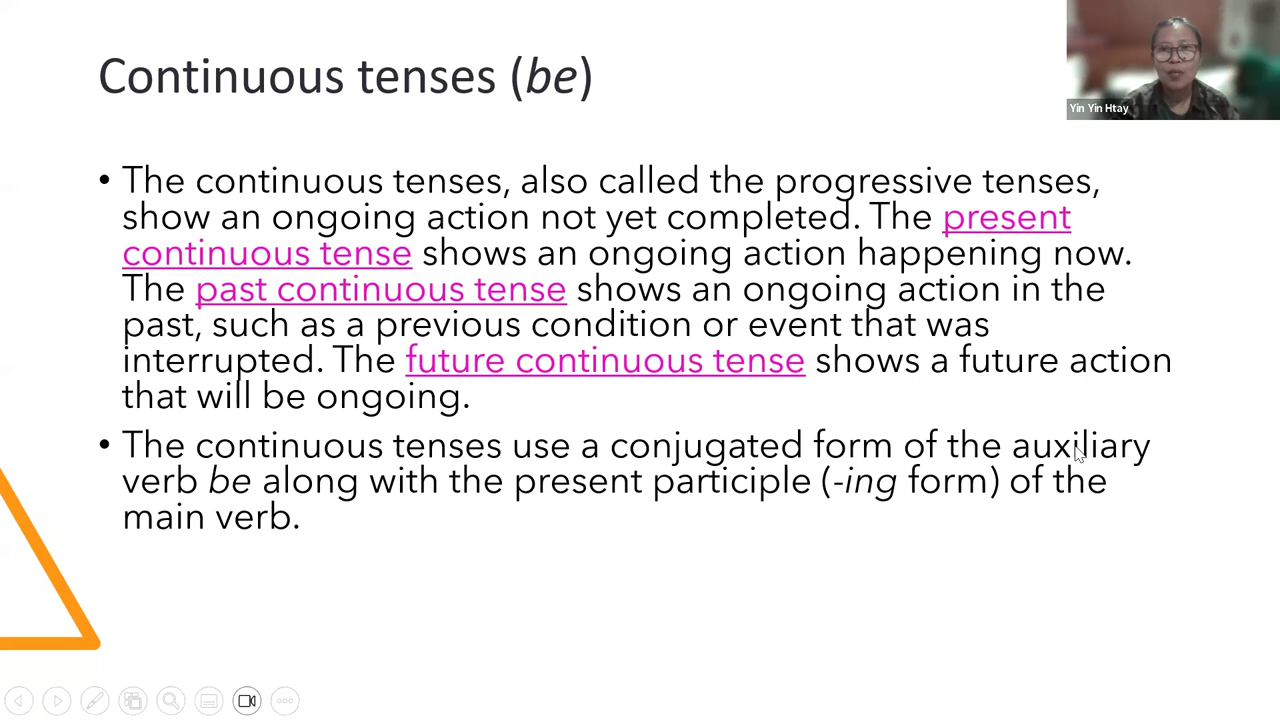 Continuous tenses (be)
Yin Yin Htay
• The continuous tenses, also called the progressive tenses,
show an ongoing action not yet completed. The present
continuous tense shows an ongoing action happening now.
The past continuous tense shows an ongoing action in the
past, such as a previous condition or event that was
interrupted. The future continuous tense shows a future action
that will be ongoing.
• The continuous tenses use a conjugated form of the auxiliary
verb be along with the present participle (-ing form) of the
main verb.